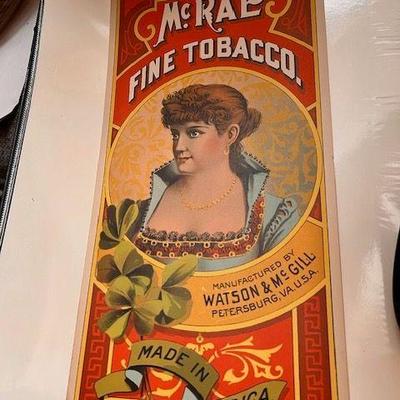 McRAE
FINE TOBACCO.
MANUFACTURED BY
WATSON & McGILL
PETERSBURG, VA. U.S.A.
MADE IN